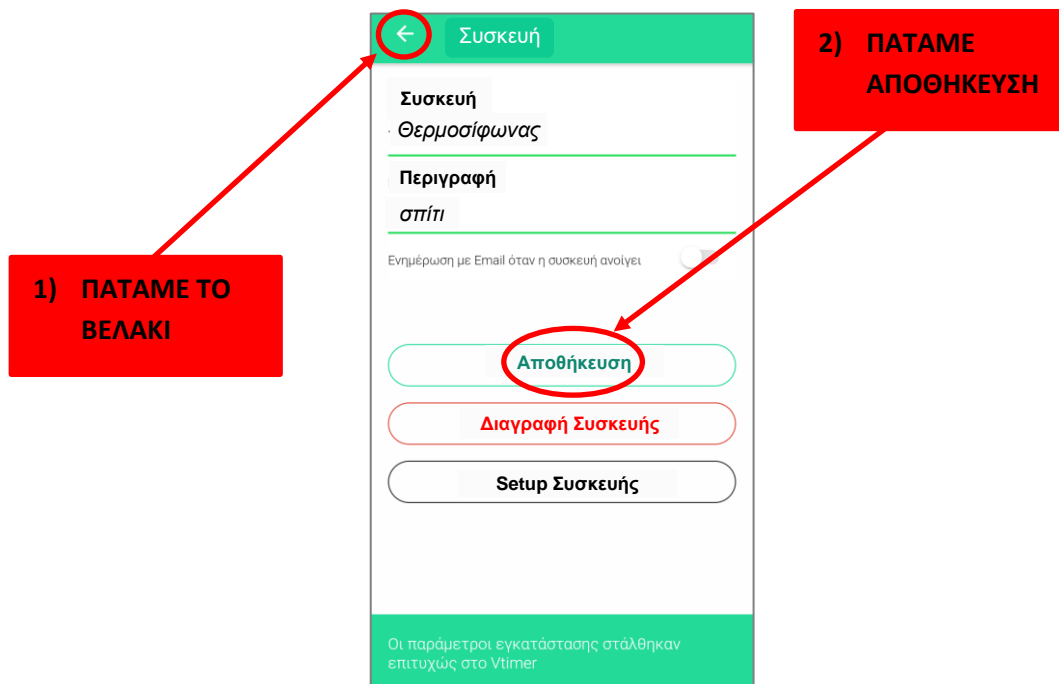 Συσκευή
2) ΠΑΤΑΜΕ
ΑΠΟΘΗΚΕΥΣΗ
Συσκευή
Θερμοσίφωνας
Περιγραφή
σπίτι
Ενημέρωση με Email όταν η συσκευή ανοίγει
1) ΠΑΤΑΜΕ ΤΟ
ΒΕΛΑΚΙ
Αποθήκευση
Διαγραφή Συσκευής
Setup Συσκευής
Οι παράμετροι εγκατάστασης στάλθηκαν
επιτυχώς στο Vtimer